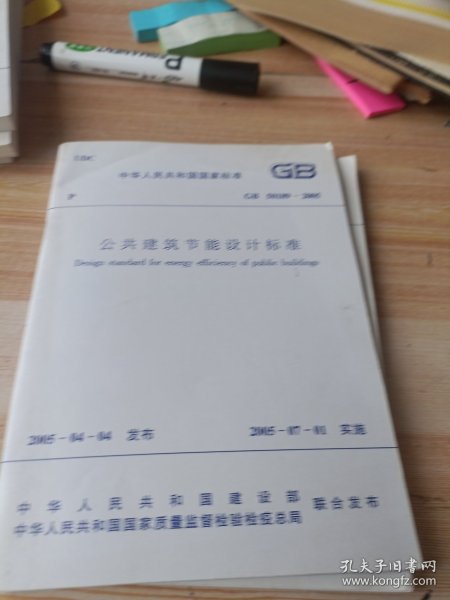 PERMANENT
UDC
中华人民共和国国家标准
GB
P
GB 50189-2005
公共建筑节能设计标准
Design standard for energy efficiency of public buildings
2005-04-04 发布
2005-07-01 实施
中华人民共和国建设部
中华人民共和国国家质量监督检验检疫总局
联合发布
孔夫子旧书网
www.kongfz.com